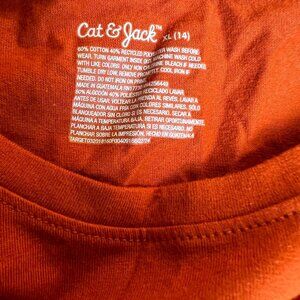 Cat & Jack™ XL (14)
60% COTTON 40% RECYCLED POLYESTER WASH BEFORE
WEAR. TURN GARMENT INSIDE OUT. MACHINE WASH COLD
WITH LIKE COLORS. ONLY NON CHLORINE BLEACH IF NEEDED.
TUMBLE DRY LOW. REMOVE PROMPTLY. COOL IRON IF
NEEDED. DO NOT IRON ON PRINT.
MADE IN GUATEMALA RN
60% ALGODÓN 40% POLIÉSTER RECICLADO LAVAR
ANTES DE USAR. VOLTEAR LA PRENDA AL REVÉS. LAVAR A
MÁQUINA CON AGUA FRÍA CON COLORES SIMILARES. USAR SOLO
BLANQUEADOR SIN CLORO SI ES NECESARIO. SECAR A
MÁQUINA A TEMPERATURA BAJA. RETIRAR OPORTUNAMENTE.
PLANCHAR A TEMPERATURA BAJA SI ES NECESARIO. NO
PLANCHAR SOBRE LA IMPRESIÓN. HECHO EN GUATEMALA